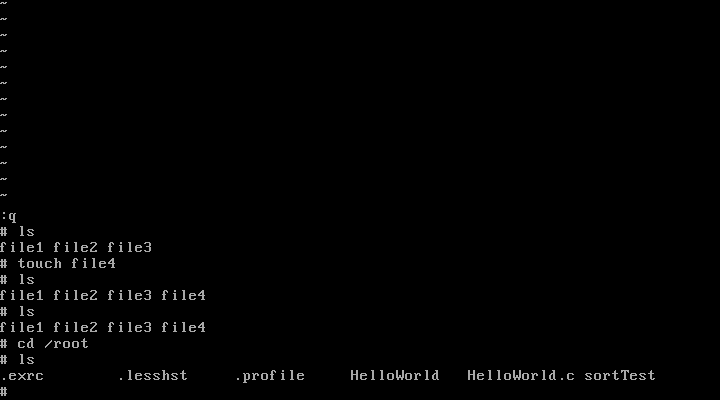 ~
~
~
~
~
~
~
~
~
~
~
~
~
:q
# ls
file1 file2 file3
# touch file4
# ls
file1 file2 file3 file4
# ls
file1 file2 file3 file4
# cd /root
# ls
.exrc .lesshst .profile HelloWorld HelloWorld.c sortTest
#